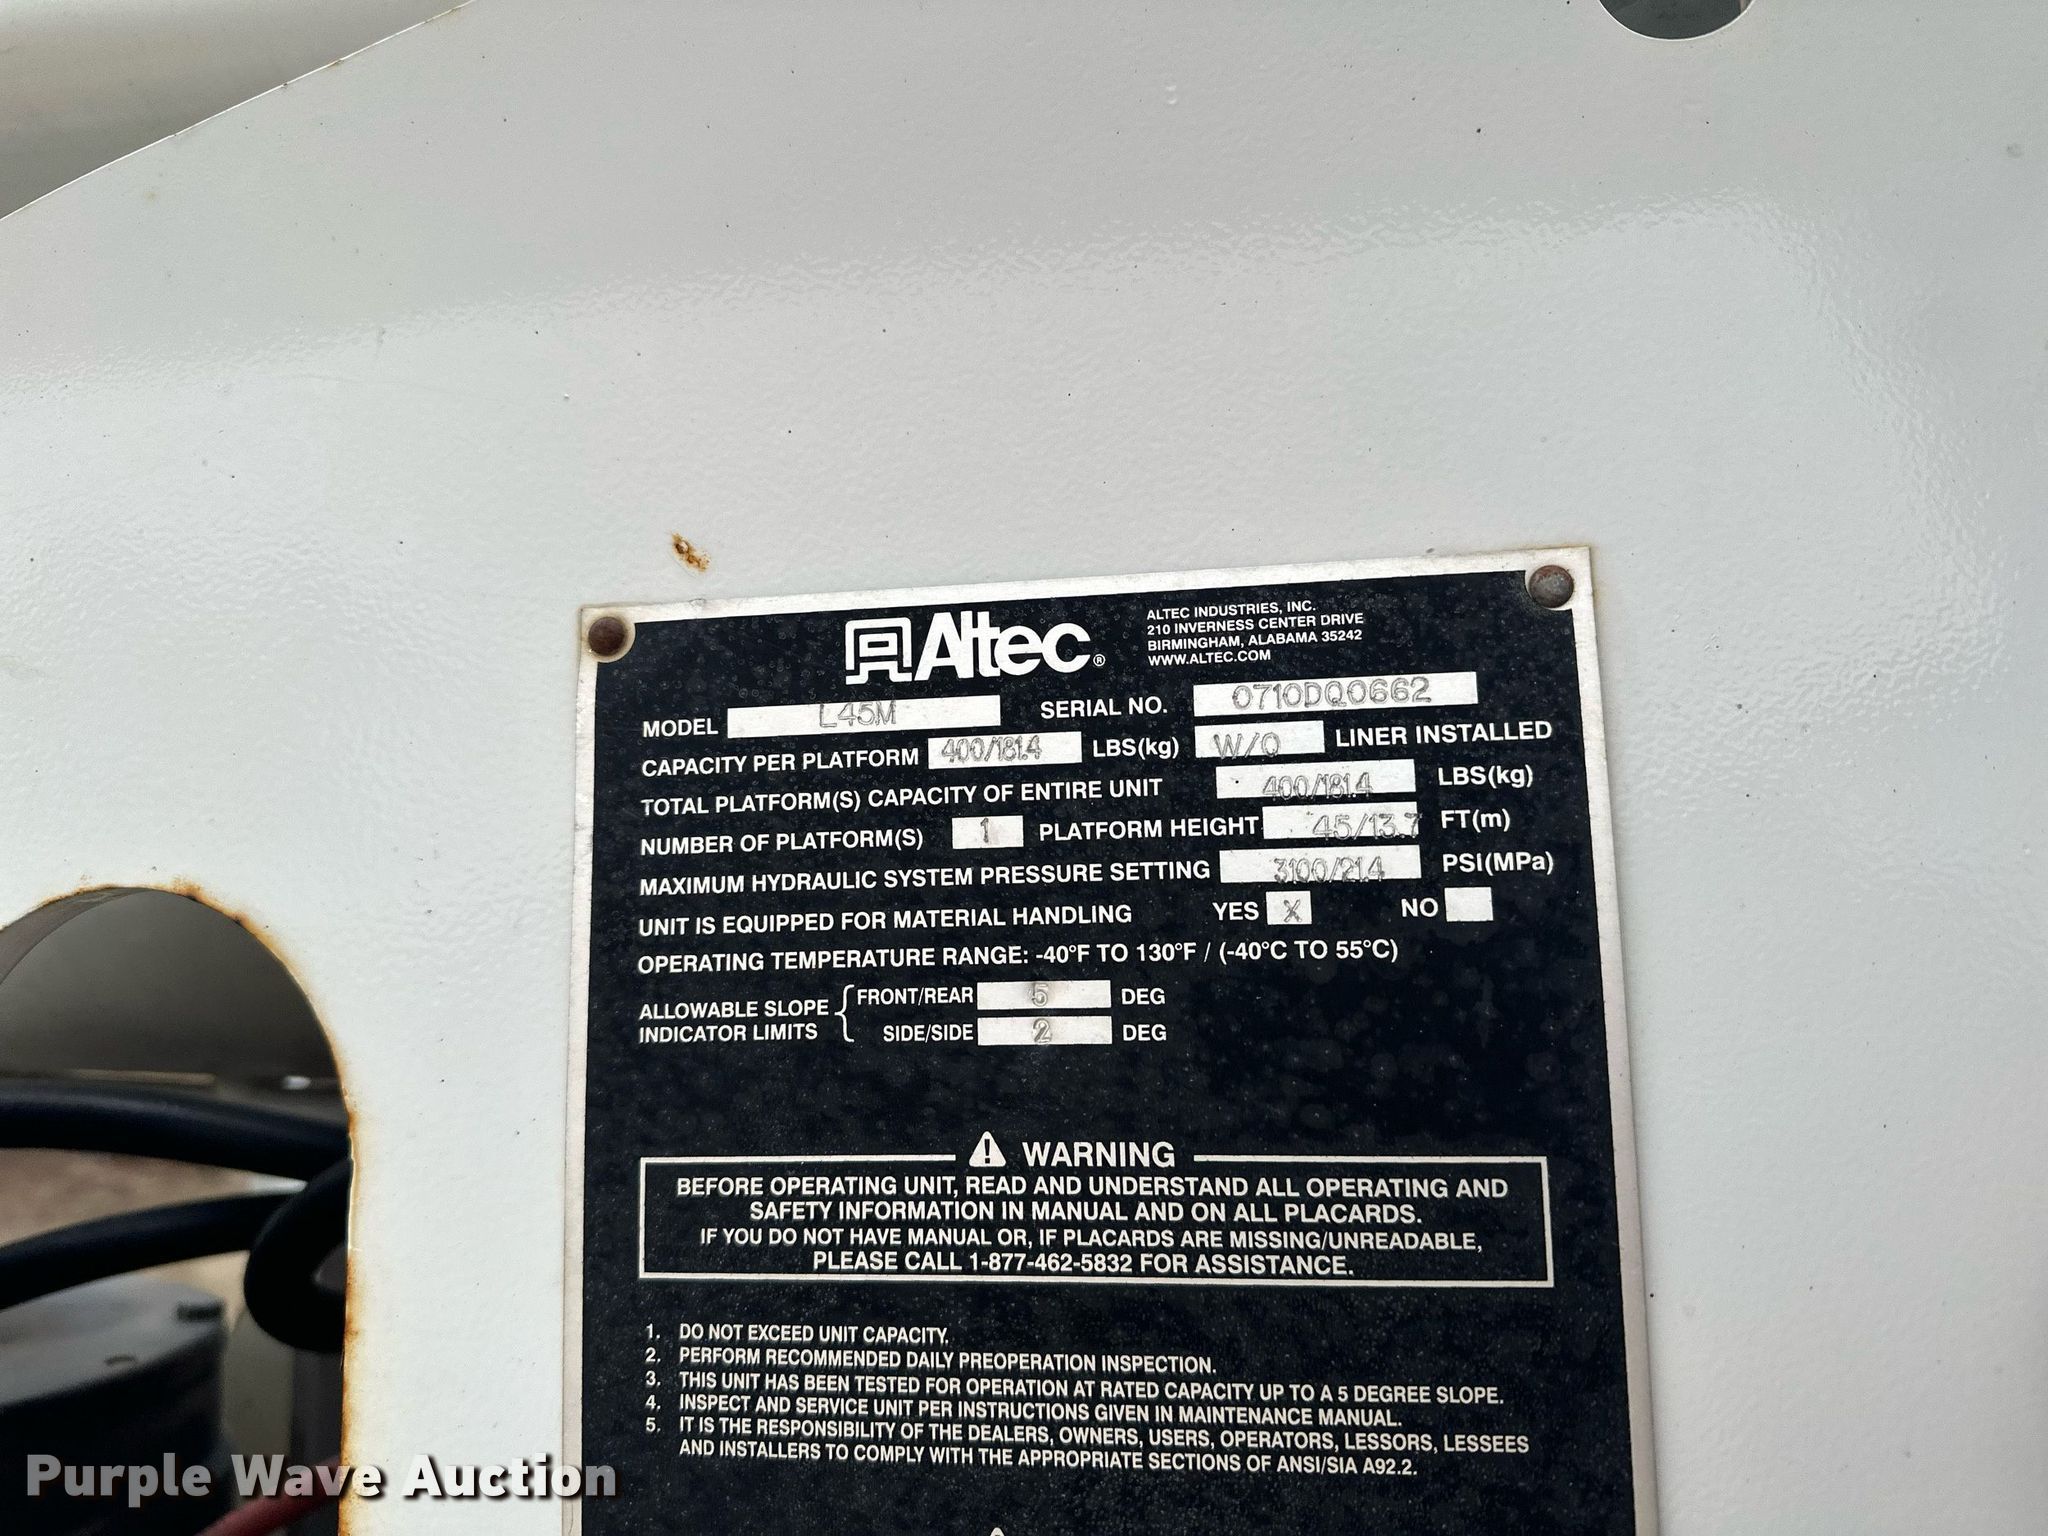 Altec®
ALTEC INDUSTRIES, INC.
210 INVERNESS CENTER DRIVE
BIRMINGHAM, ALABAMA 35242
WWW.ALTEC.COM
MODEL L45M SERIAL NO. 0710DQ0662
CAPACITY PER PLATFORM 400/181.4 LBS(kg) W/O LINER INSTALLED
TOTAL PLATFORM(S) CAPACITY OF ENTIRE UNIT 400/181.4 LBS(kg)
NUMBER OF PLATFORM(S) 1 PLATFORM HEIGHT 45/13.7 FT(m)
MAXIMUM HYDRAULIC SYSTEM PRESSURE SETTING 3100/21.4 PSI(MPa)
UNIT IS EQUIPPED FOR MATERIAL HANDLING YES X NO
OPERATING TEMPERATURE RANGE: -40°F TO 130°F / (-40°C TO 55°C)
ALLOWABLE SLOPE INDICATOR LIMITS { FRONT/REAR 5 DEG
SIDE/SIDE 2 DEG
⚠ WARNING
BEFORE OPERATING UNIT, READ AND UNDERSTAND ALL OPERATING AND
SAFETY INFORMATION IN MANUAL AND ON ALL PLACARDS.
IF YOU DO NOT HAVE MANUAL OR, IF PLACARDS ARE MISSING/UNREADABLE,
PLEASE CALL 1-877-462-5832 FOR ASSISTANCE.
1. DO NOT EXCEED UNIT CAPACITY.
2. PERFORM RECOMMENDED DAILY PREOPERATION INSPECTION.
3. THIS UNIT HAS BEEN TESTED FOR OPERATION AT RATED CAPACITY UP TO A 5 DEGREE SLOPE.
4. INSPECT AND SERVICE UNIT PER INSTRUCTIONS GIVEN IN MAINTENANCE MANUAL.
5. IT IS THE RESPONSIBILITY OF THE DEALERS, OWNERS, USERS, OPERATORS, LESSORS, LESSEES
AND INSTALLERS TO COMPLY WITH THE APPROPRIATE SECTIONS OF ANSI/SIA A92.2.
Purple Wave Auction